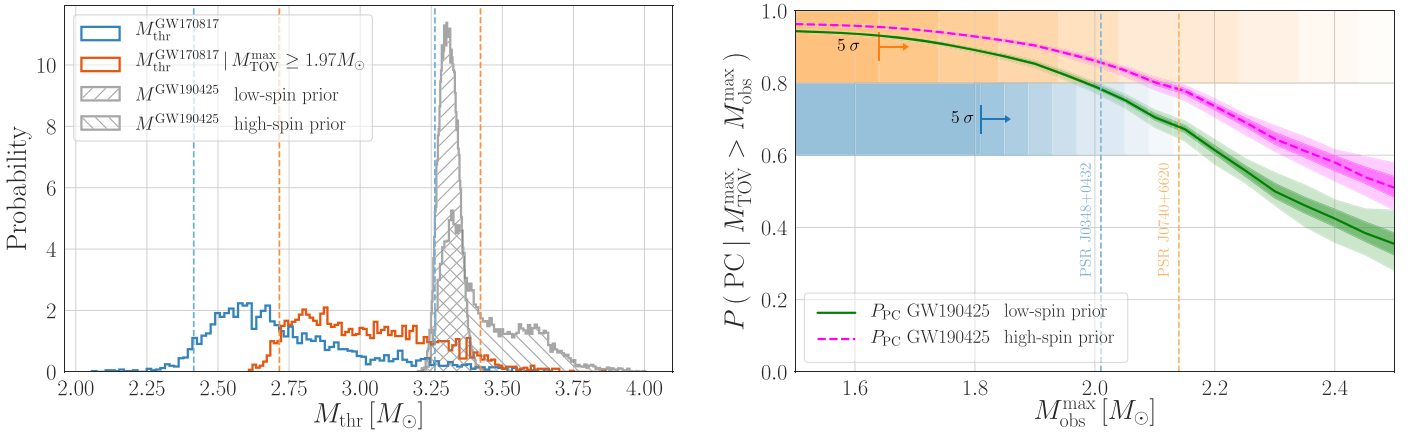 M_thr^GW170817
M_thr^GW170817 | M_TOV^max ≥ 1.97M_⊙
M^GW190425 low-spin prior
M^GW190425 high-spin prior
Probability
10
8
6
4
2
0
2.00 2.25 2.50 2.75 3.00 3.25 3.50 3.75 4.00
M_thr [M_⊙]
P ( PC | M_TOV^max > M_obs^max )
1.0
0.8
0.6
0.4
0.2
0.0
5 σ
5 σ
PSR J0348+0432
PSR J0740+6620
P_PC GW190425 low-spin prior
P_PC GW190425 high-spin prior
1.6 1.8 2.0 2.2 2.4
M_obs^max [M_⊙]